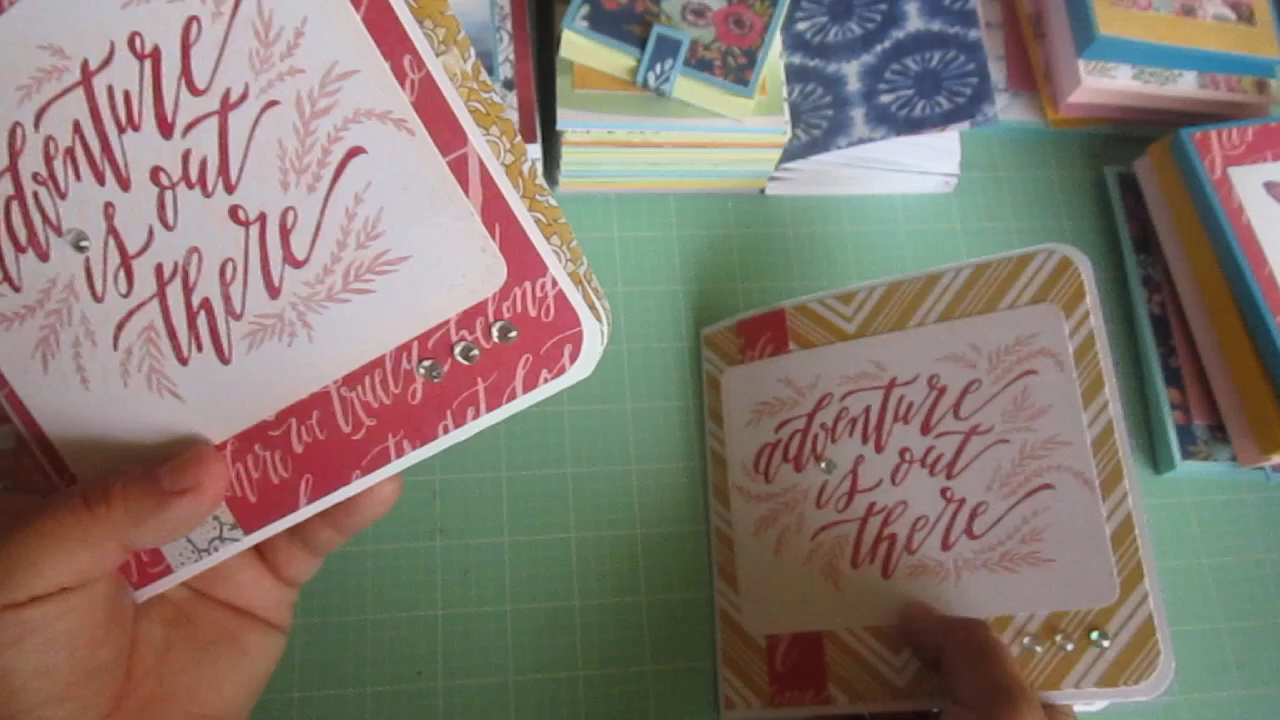 adventure
is out
there
where we truly belong
adventure
is out
there